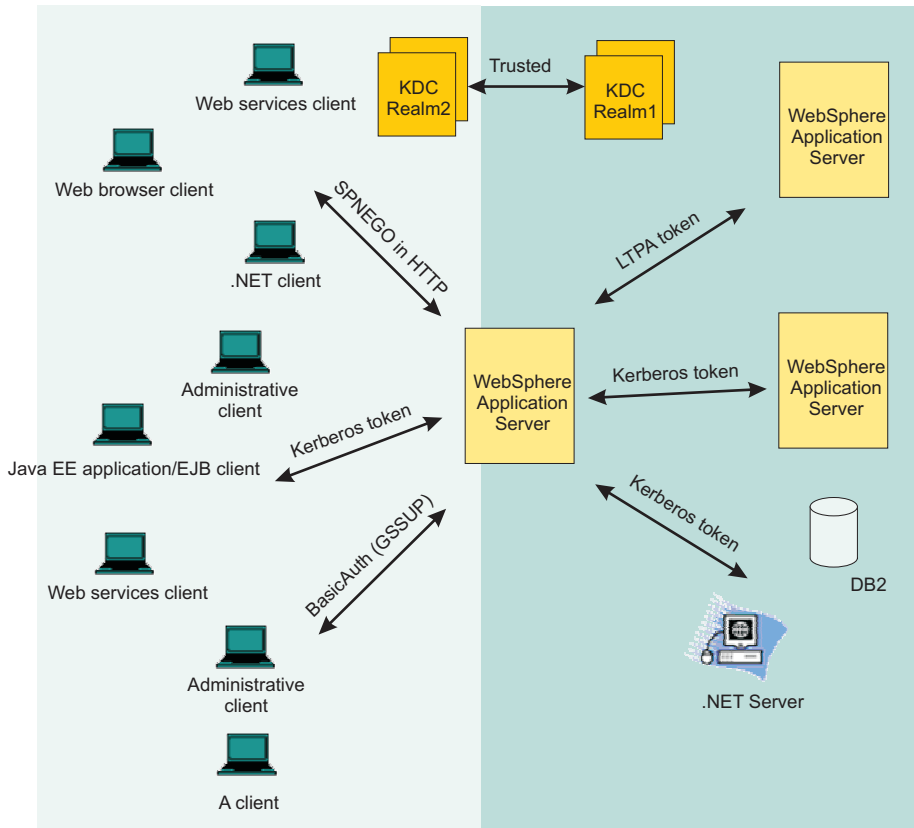 Web services client
KDC
Realm2
Trusted
KDC
Realm1
WebSphere
Application
Server
Web browser client
SPNEGO in HTTP
LTPA token
.NET client
Administrative
client
WebSphere
Application
Server
Kerberos token
WebSphere
Application
Server
Kerberos token
Java EE application/EJB client
Kerberos token
BasicAuth (GSSUP)
Web services client
DB2
Administrative
client
.NET Server
A client